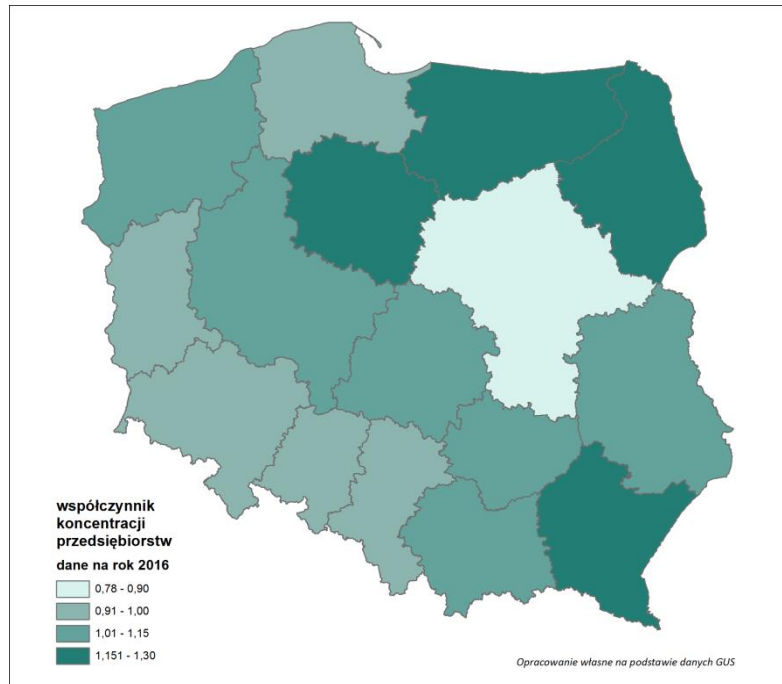 współczynnik
koncentracji
przedsiębiorstw
dane na rok 2016
0,78 - 0,90
0,91 - 1,00
1,01 - 1,15
1,151 - 1,30
Opracowanie własne na podstawie danych GUS